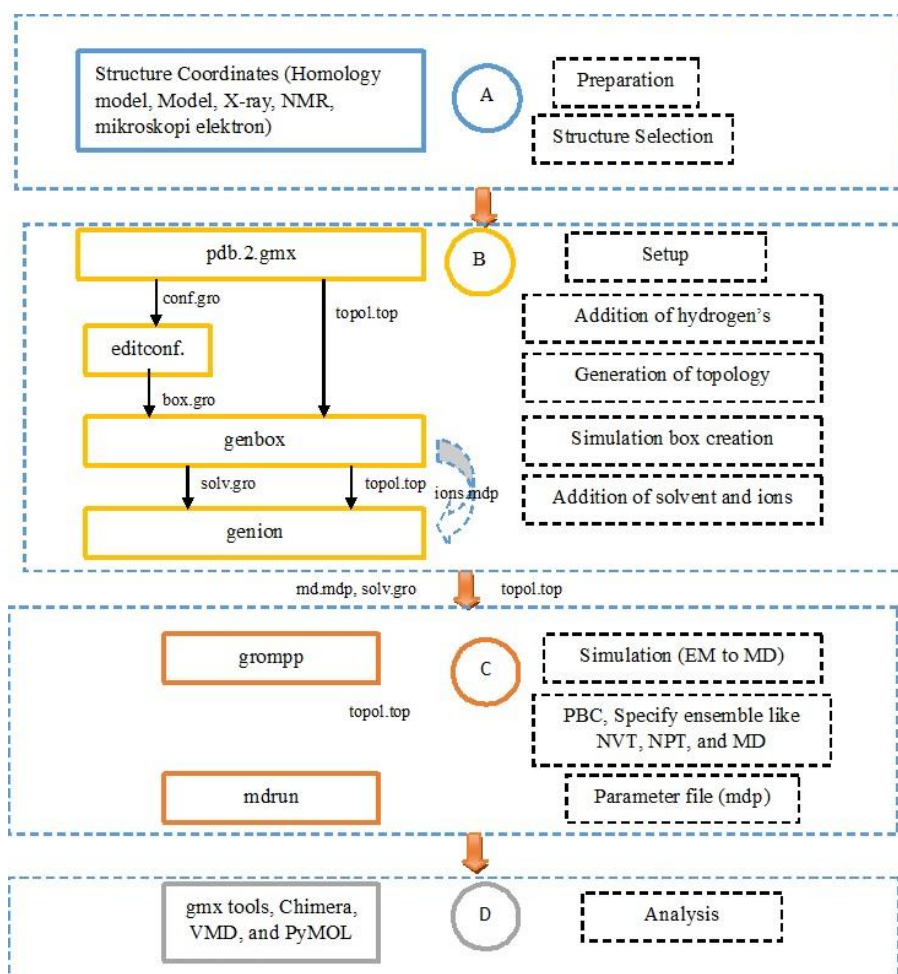 Structure Coordinates (Homology
model, Model, X-ray, NMR,
mikroskopi elektron)
A
Preparation
Structure Selection
pdb.2.gmx
B
Setup
conf.gro
topol.top
Addition of hydrogen's
editconf.
Generation of topology
box.gro
genbox
Simulation box creation
solv.gro
topol.top
ions.mdp
Addition of solvent and ions
genion
md.mdp, solv.gro
topol.top
grompp
C
Simulation (EM to MD)
topol.top
PBC, Specify ensemble like
NVT, NPT, and MD
mdrun
Parameter file (mdp)
gmx tools, Chimera,
VMD, and PyMOL
D
Analysis